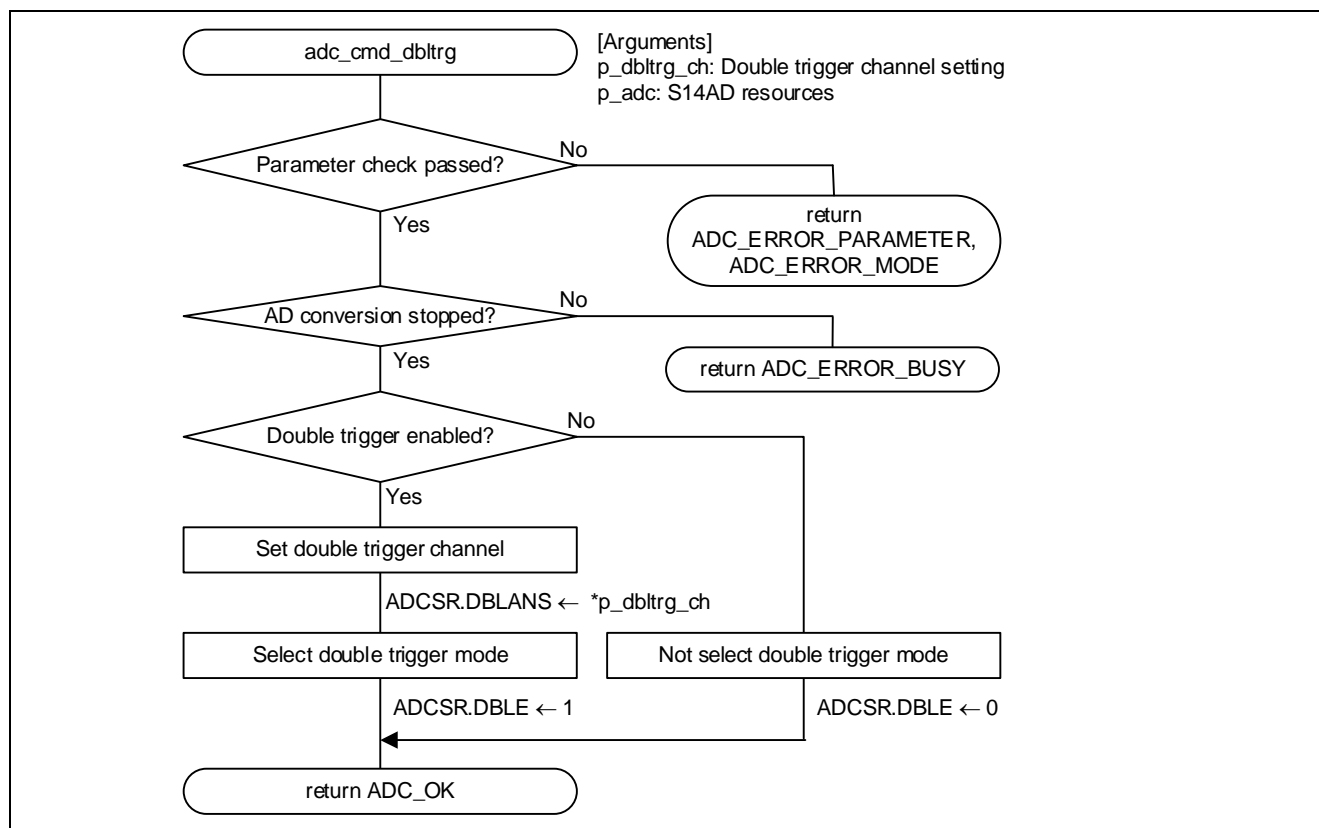 adc_cmd_dbltrg
[Arguments]
p_dbltrg_ch: Double trigger channel setting
p_adc: S14AD resources
Parameter check passed?
No
return
ADC_ERROR_PARAMETER,
ADC_ERROR_MODE
Yes
AD conversion stopped?
No
return ADC_ERROR_BUSY
Yes
Double trigger enabled?
No
Yes
Set double trigger channel
ADCSR.DBLANS ← *p_dbltrg_ch
Select double trigger mode
Not select double trigger mode
ADCSR.DBLE ← 1
ADCSR.DBLE ← 0
return ADC_OK